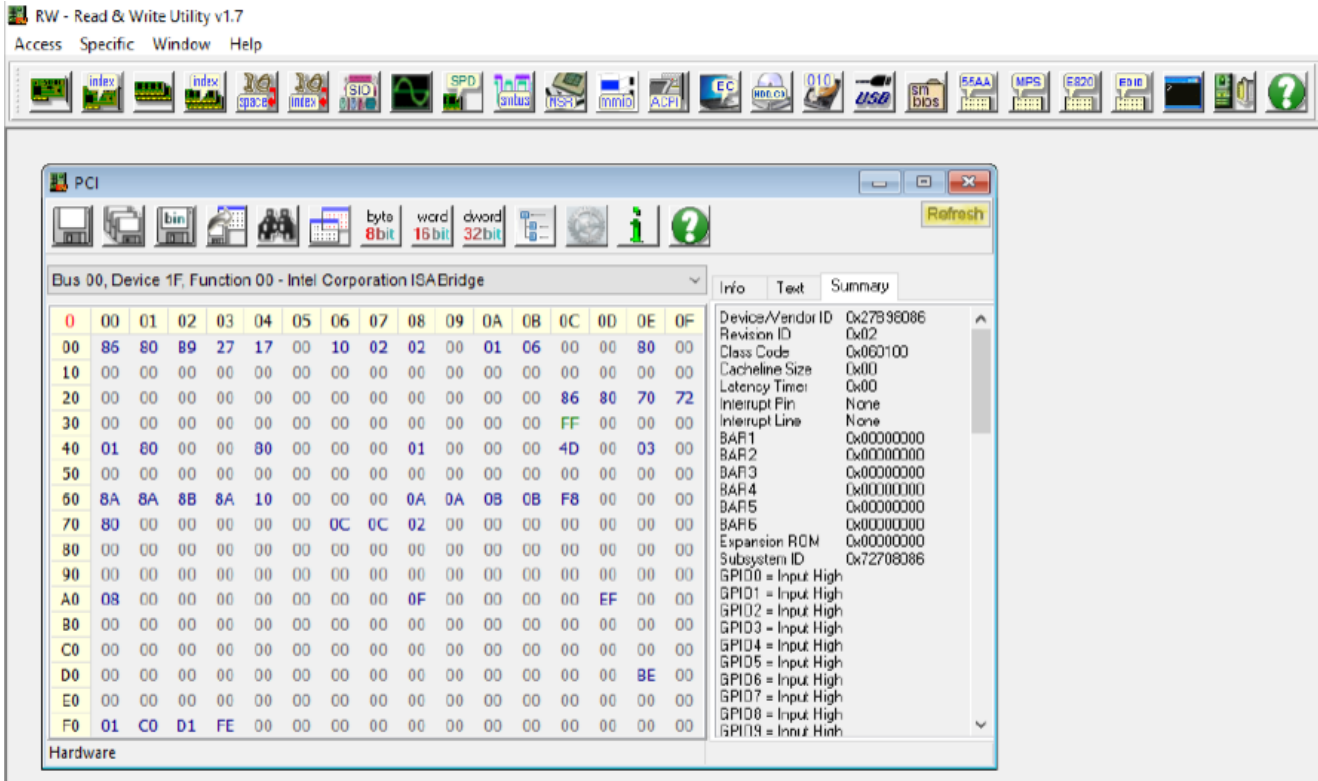 RW - Read & Write Utility v1.7
Access Specific Window Help
index index space index SIO SPD smbus MSR mmio ACPI EC HDD,CD 010 USB sm bios 55AA MPS E820 EDID
PCI
bin byte 8bit word 16bit dword 32bit Refresh
Bus 00, Device 1F, Function 00 - Intel Corporation ISABridge
Info Text Summary
0 00 01 02 03 04 05 06 07 08 09 0A 0B 0C 0D 0E 0F
00 86 80 B9 27 17 00 10 02 02 00 01 06 00 00 80 00
10 00 00 00 00 00 00 00 00 00 00 00 00 00 00 00 00
20 00 00 00 00 00 00 00 00 00 00 00 00 86 80 70 72
30 00 00 00 00 00 00 00 00 00 00 00 00 FF 00 00 00
40 01 80 00 00 80 00 00 00 01 00 00 00 4D 00 03 00
50 00 00 00 00 00 00 00 00 00 00 00 00 00 00 00 00
60 8A 8A 8B 8A 10 00 00 00 0A 0A 0B 0B F8 00 00 00
70 80 00 00 00 00 00 0C 0C 02 00 00 00 00 00 00 00
80 00 00 00 00 00 00 00 00 00 00 00 00 00 00 00 00
90 00 00 00 00 00 00 00 00 00 00 00 00 00 00 00 00
A0 08 00 00 00 00 00 00 00 0F 00 00 00 00 EF 00 00
B0 00 00 00 00 00 00 00 00 00 00 00 00 00 00 00 00
C0 00 00 00 00 00 00 00 00 00 00 00 00 00 00 00 00
D0 00 00 00 00 00 00 00 00 00 00 00 00 00 00 BE 00
E0 00 00 00 00 00 00 00 00 00 00 00 00 00 00 00 00
F0 01 C0 D1 FE 00 00 00 00 00 00 00 00 00 00 00 00
Device/Vendor ID 0x27B98086
Revision ID 0x02
Class Code 0x060100
Cacheline Size 0x00
Latency Timer 0x00
Interrupt Pin None
Interrupt Line None
BAR1 0x00000000
BAR2 0x00000000
BAR3 0x00000000
BAR4 0x00000000
BAR5 0x00000000
BAR6 0x00000000
Expansion ROM 0x00000000
Subsystem ID 0x72708086
GPIO0 = Input High
GPIO1 = Input High
GPIO2 = Input High
GPIO3 = Input High
GPIO4 = Input High
GPIO5 = Input High
GPIO6 = Input High
GPIO7 = Input High
GPIO8 = Input High
GPIO9 = Input High
Hardware